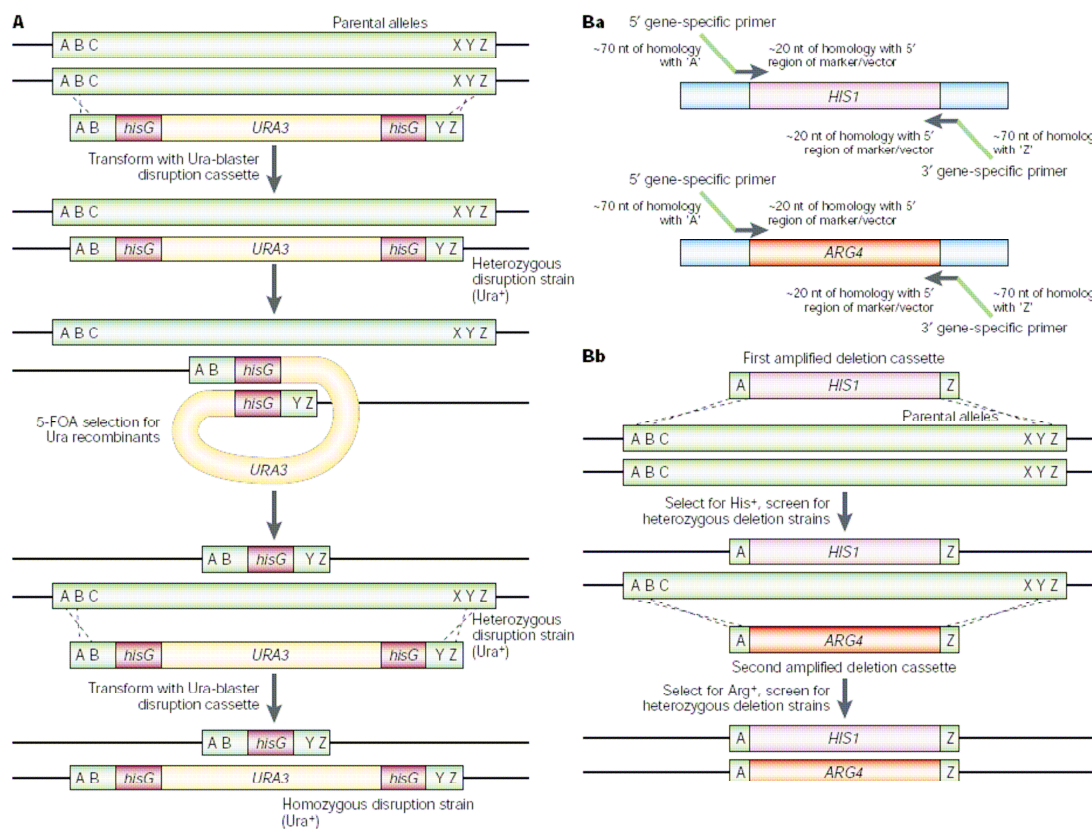 A
Parental alleles
A B C X Y Z
A B C X Y Z
A B hisG URA3 hisG Y Z
Transform with Ura-blaster
disruption cassette
A B C X Y Z
A B hisG URA3 hisG Y Z
Heterozygous
disruption strain
(Ura+)
A B C X Y Z
A B hisG
hisG Y Z
5-FOA selection for
Ura recombinants
URA3
A B hisG Y Z
A B C X Y Z
Heterozygous
disruption strain
(Ura+)
A B hisG URA3 hisG Y Z
Transform with Ura-blaster
disruption cassette
A B hisG Y Z
A B hisG URA3 hisG Y Z
Homozygous disruption strain
(Ura+)
Ba
5′ gene-specific primer
~70 nt of homology
with 'A'
~20 nt of homology with 5′
region of marker/vector
HIS1
~20 nt of homology with 5′
region of marker/vector
~70 nt of homology
with 'Z'
3′ gene-specific primer
5′ gene-specific primer
~70 nt of homology
with 'A'
~20 nt of homology with 5′
region of marker/vector
ARG4
~20 nt of homology with 5′
region of marker/vector
~70 nt of homology
with 'Z'
3′ gene-specific primer
Bb
First amplified deletion cassette
A HIS1 Z
Parental alleles
A B C X Y Z
A B C X Y Z
Select for His+, screen for
heterozygous deletion strains
A HIS1 Z
A B C X Y Z
A ARG4 Z
Second amplified deletion cassette
Select for Arg+, screen for
heterozygous deletion strains
A HIS1 Z
A ARG4 Z